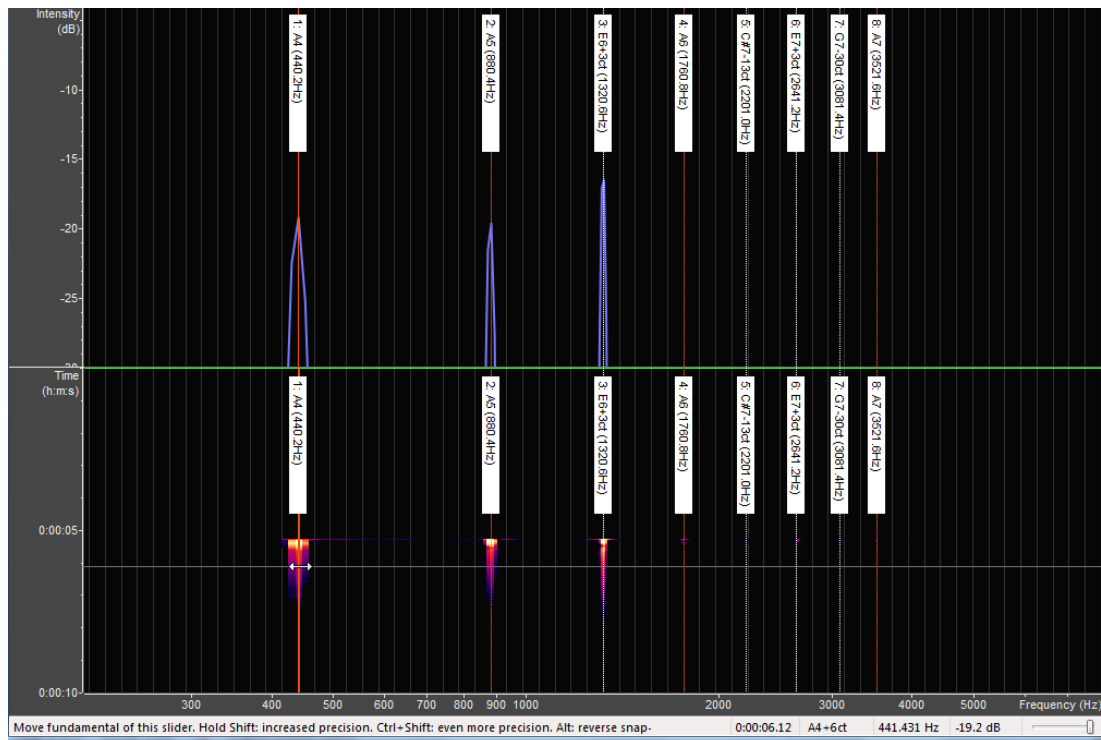 Intensity
(dB)
1: A4 (440.2Hz)
2: A5 (880.4Hz)
3: E6+3ct (1320.6Hz)
4: A6 (1760.8Hz)
5: C#7-13ct (2201.0Hz)
6: E7+3ct (2641.2Hz)
7: G7-30ct (3081.4Hz)
8: A7 (3521.6Hz)
-10
-15
-20
-25
Time
(h:m:s)
1: A4 (440.2Hz)
2: A5 (880.4Hz)
3: E6+3ct (1320.6Hz)
4: A6 (1760.8Hz)
5: C#7-13ct (2201.0Hz)
6: E7+3ct (2641.2Hz)
7: G7-30ct (3081.4Hz)
8: A7 (3521.6Hz)
0:00:05
0:00:10
300 400 500 600 700 800 900 1000 2000 3000 4000 5000 Frequency (Hz)
Move fundamental of this slider. Hold Shift: increased precision. Ctrl+Shift: even more precision. Alt: reverse snap- 0:00:06.12 A4+6ct 441.431 Hz -19.2 dB